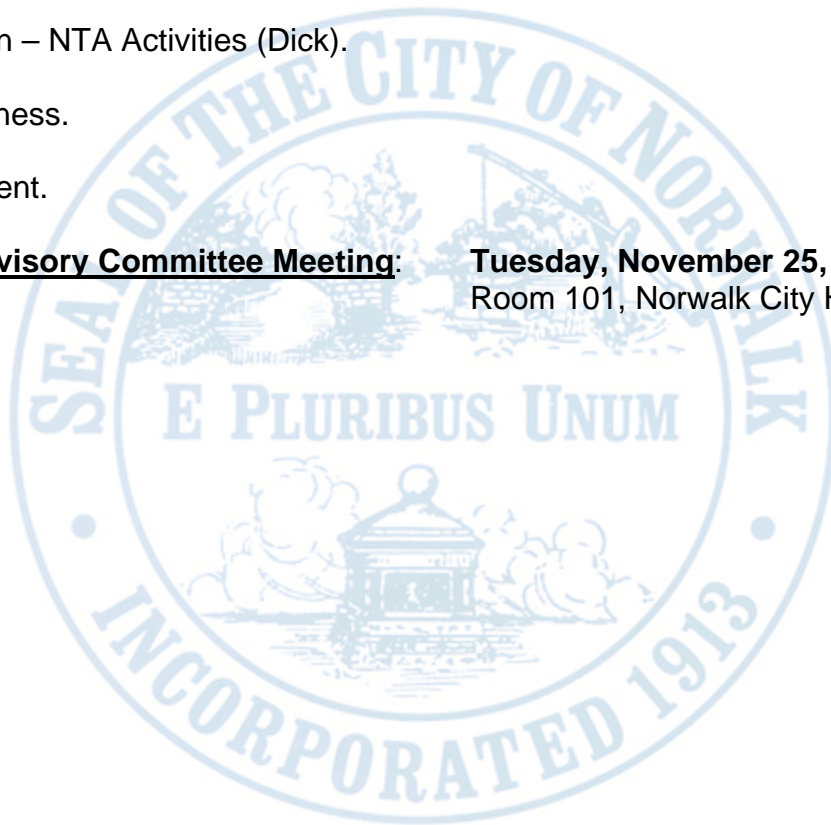 n – NTA Activities (Dick).
ness.
ent.
visory Committee Meeting: Tuesday, November 25,
Room 101, Norwalk City H
SEAL OF THE CITY OF NORWALK
E PLURIBUS UNUM
INCORPORATED 1913